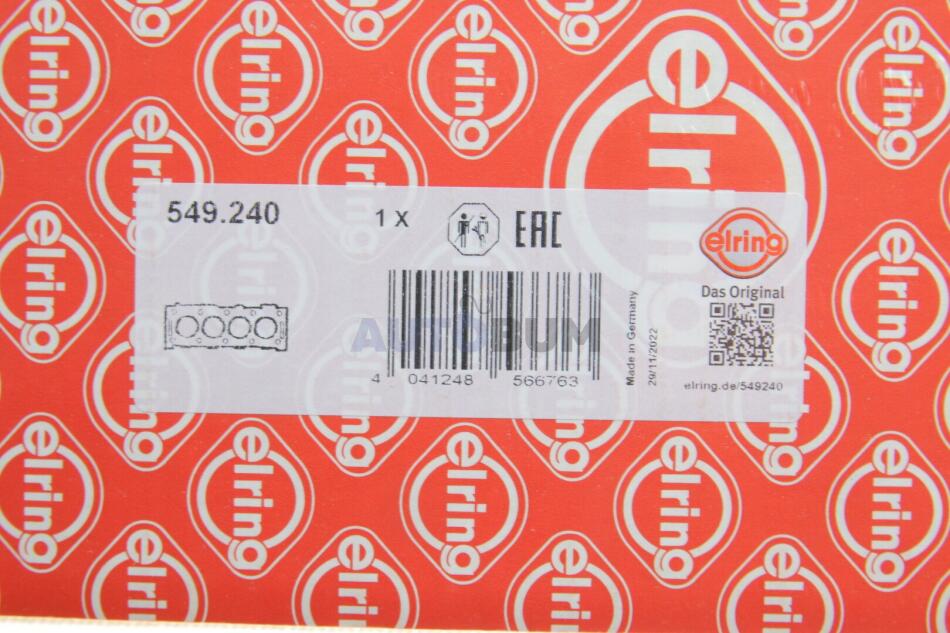 elring
549.240
1 X
EAC
elring
Das Original
AUTOBUM
4 041248 566763
Made in Germany
29/11/2022
elring.de/549240